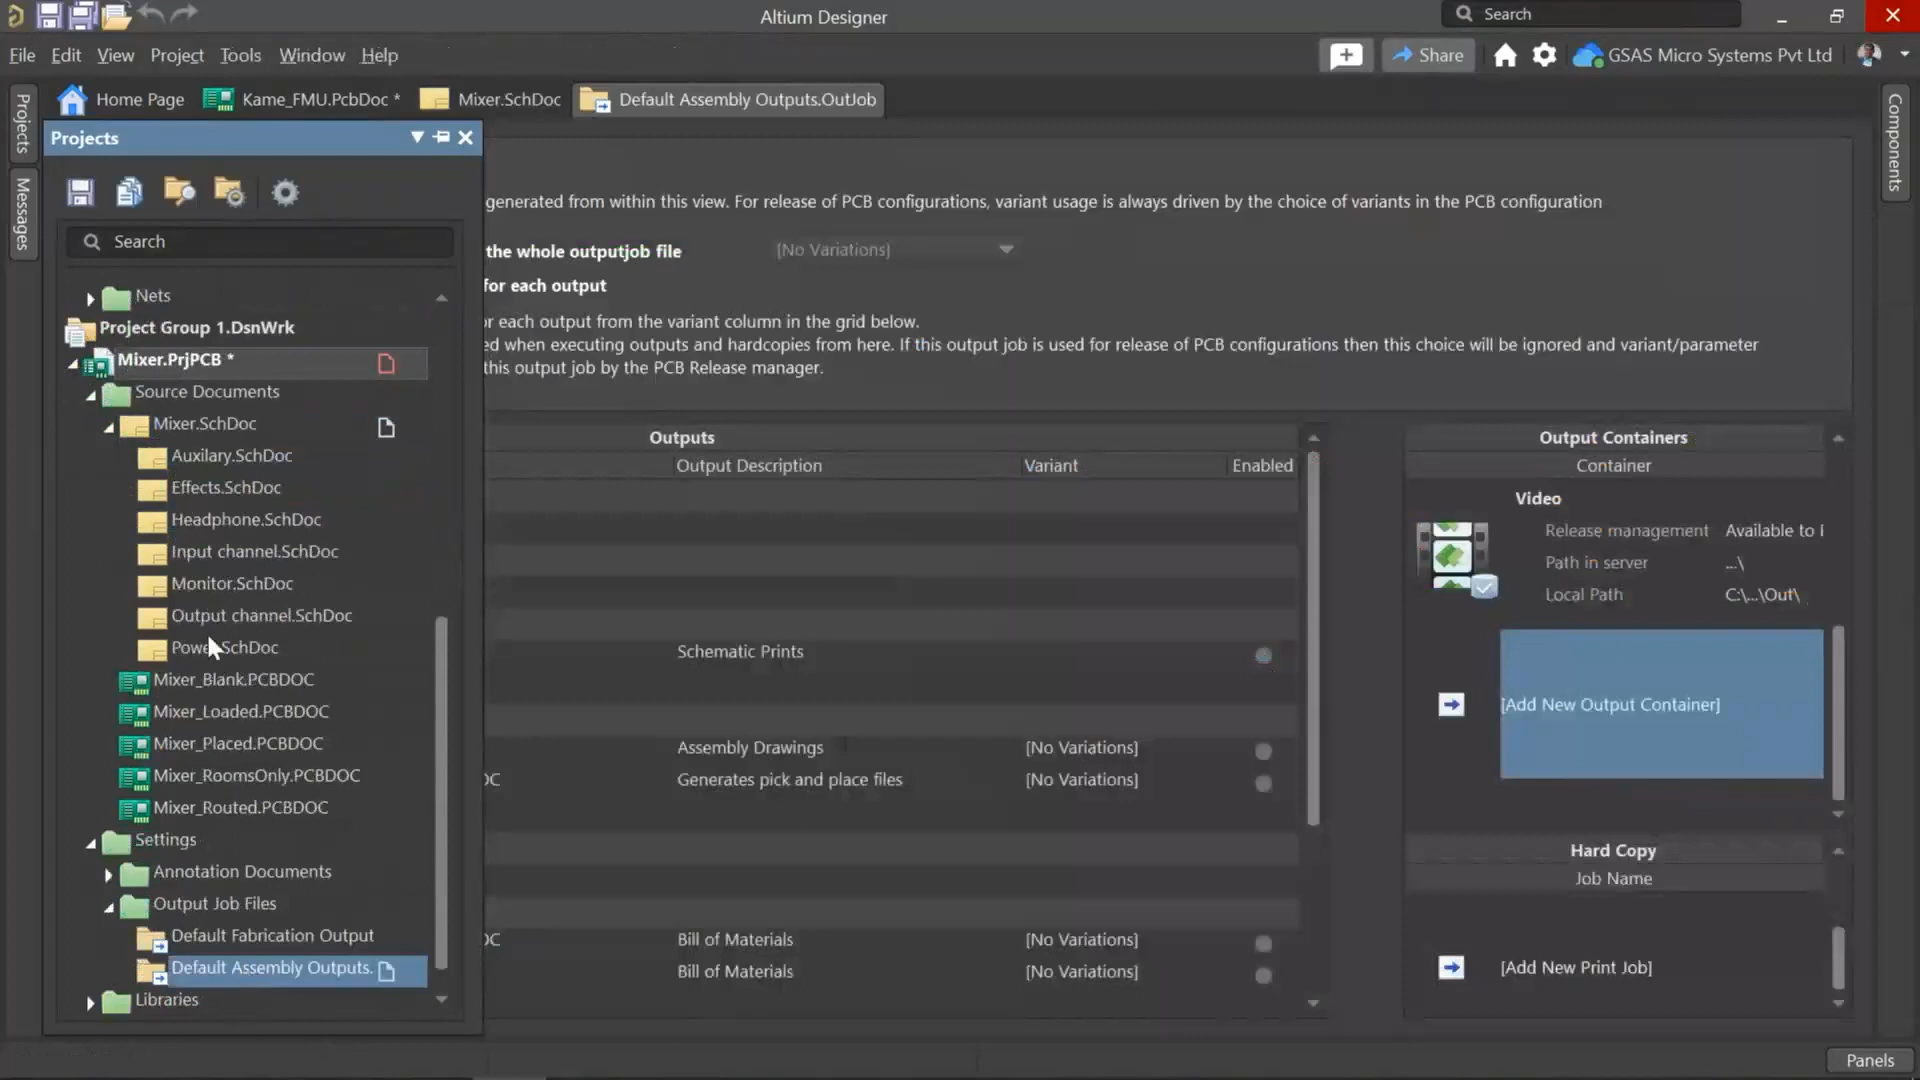 Altium Designer
Search
File Edit View Project Tools Window Help
Share
GSAS Micro Systems Pvt Ltd
Home Page
Kame_FMU.PcbDoc *
Mixer.SchDoc
Default Assembly Outputs.OutJob
Projects
Messages
Components
Projects
Search
Nets
Project Group 1.DsnWrk
Mixer.PrjPCB *
Source Documents
Mixer.SchDoc
Auxilary.SchDoc
Effects.SchDoc
Headphone.SchDoc
Input channel.SchDoc
Monitor.SchDoc
Output channel.SchDoc
Power.SchDoc
Mixer_Blank.PCBDOC
Mixer_Loaded.PCBDOC
Mixer_Placed.PCBDOC
Mixer_RoomsOnly.PCBDOC
Mixer_Routed.PCBDOC
Settings
Annotation Documents
Output Job Files
Default Fabrication Output
Default Assembly Outputs.
Libraries
generated from within this view. For release of PCB configurations, variant usage is always driven by the choice of variants in the PCB configuration
the whole outputjob file
[No Variations]
for each output
or each output from the variant column in the grid below.
ed when executing outputs and hardcopies from here. If this output job is used for release of PCB configurations then this choice will be ignored and variant/parameter
this output job by the PCB Release manager.
Outputs
Output Description Variant Enabled
Schematic Prints
Assembly Drawings [No Variations]
OC Generates pick and place files [No Variations]
OC Bill of Materials [No Variations]
Bill of Materials [No Variations]
Output Containers
Container
Video
Release management Available to
Path in server ...\
Local Path C:\...\Out\
[Add New Output Container]
Hard Copy
Job Name
[Add New Print Job]
Panels